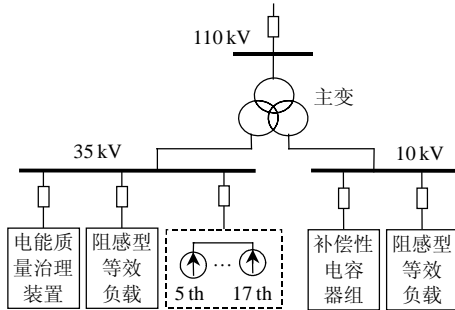 110 kV
主变
35 kV
10 kV
电能质
量治理
装置
阻感型
等效
负载
...
5 th
17 th
补偿性
电容
器组
阻感型
等效
负载